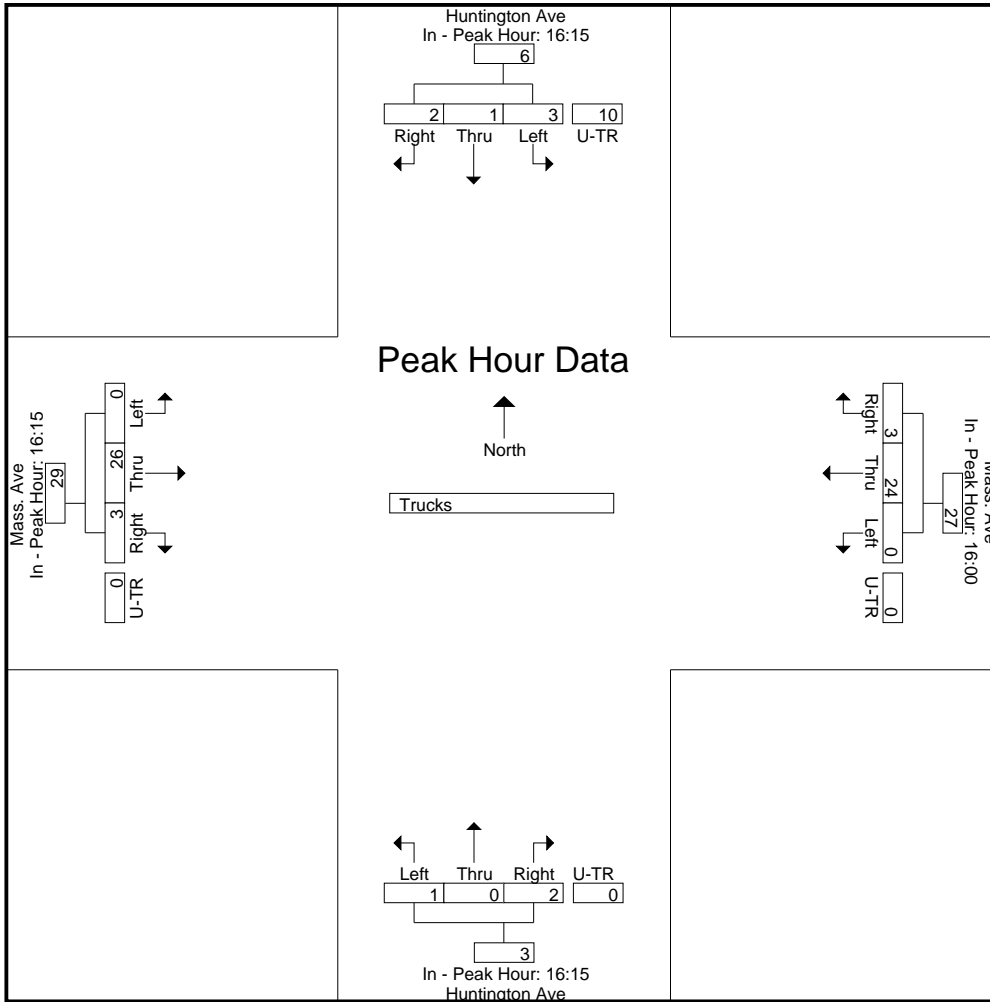 Huntington Ave
In - Peak Hour: 16:15
6
2 1 3 10
Right Thru Left U-TR
Peak Hour Data
North
Trucks
Mass. Ave
In - Peak Hour: 16:15
29
0 26 3 0
Left Thru Right U-TR
Mass. Ave
In - Peak Hour: 16:00
27
3 24 0 0
Right Thru Left U-TR
Left Thru Right U-TR
1 0 2 0
3
In - Peak Hour: 16:15
Huntington Ave